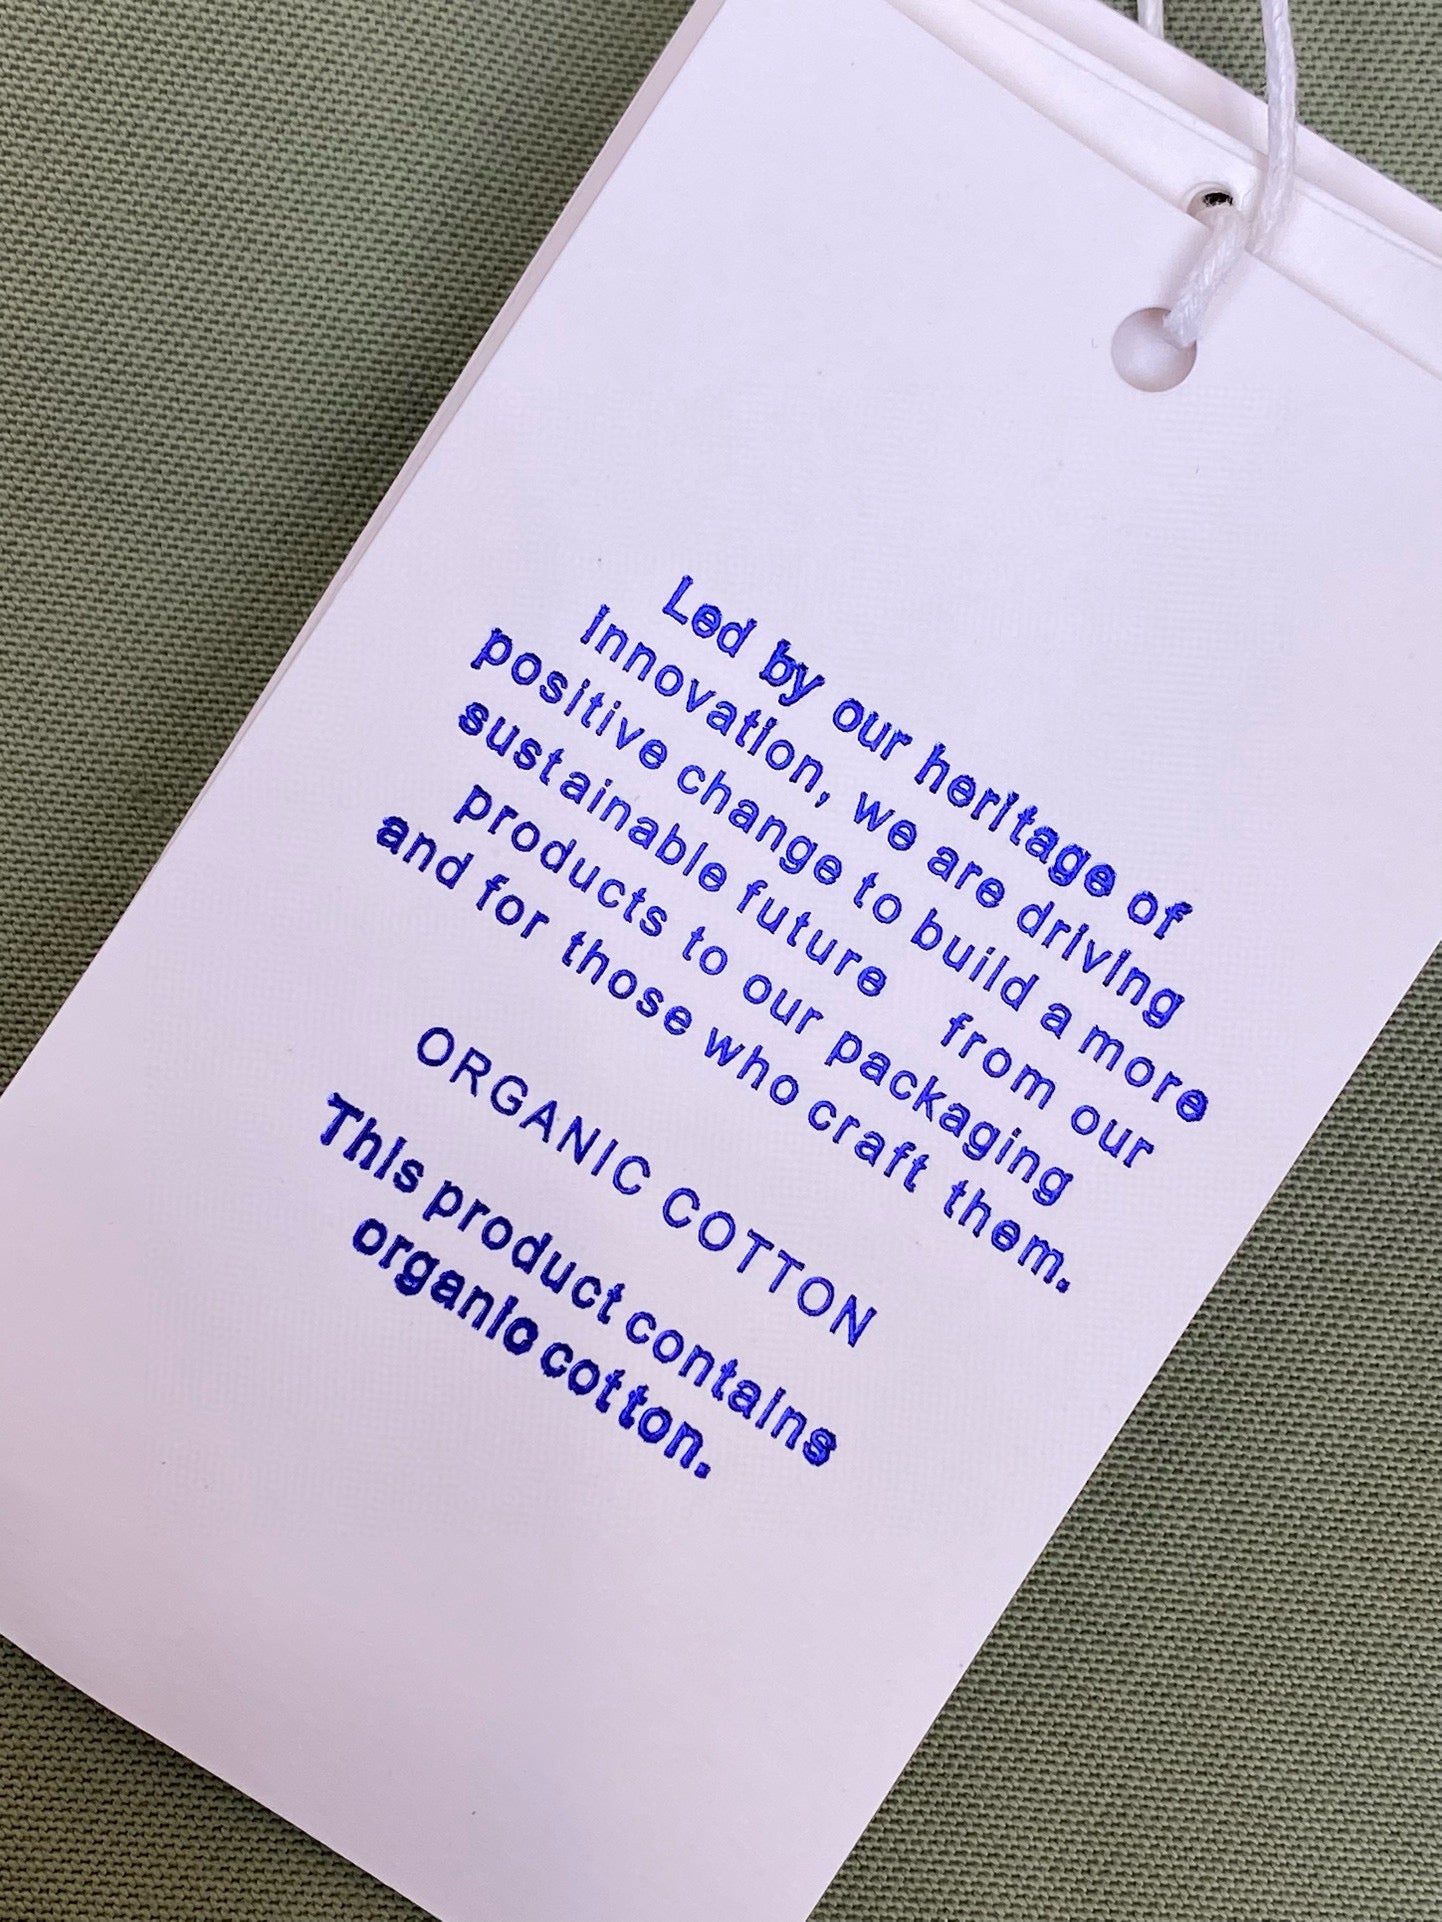 Led by our heritage of
innovation, we are driving
positive change to build a more
sustainable future from our
products to our packaging
and for those who craft them.
ORGANIC COTTON
This product contains
organic cotton.